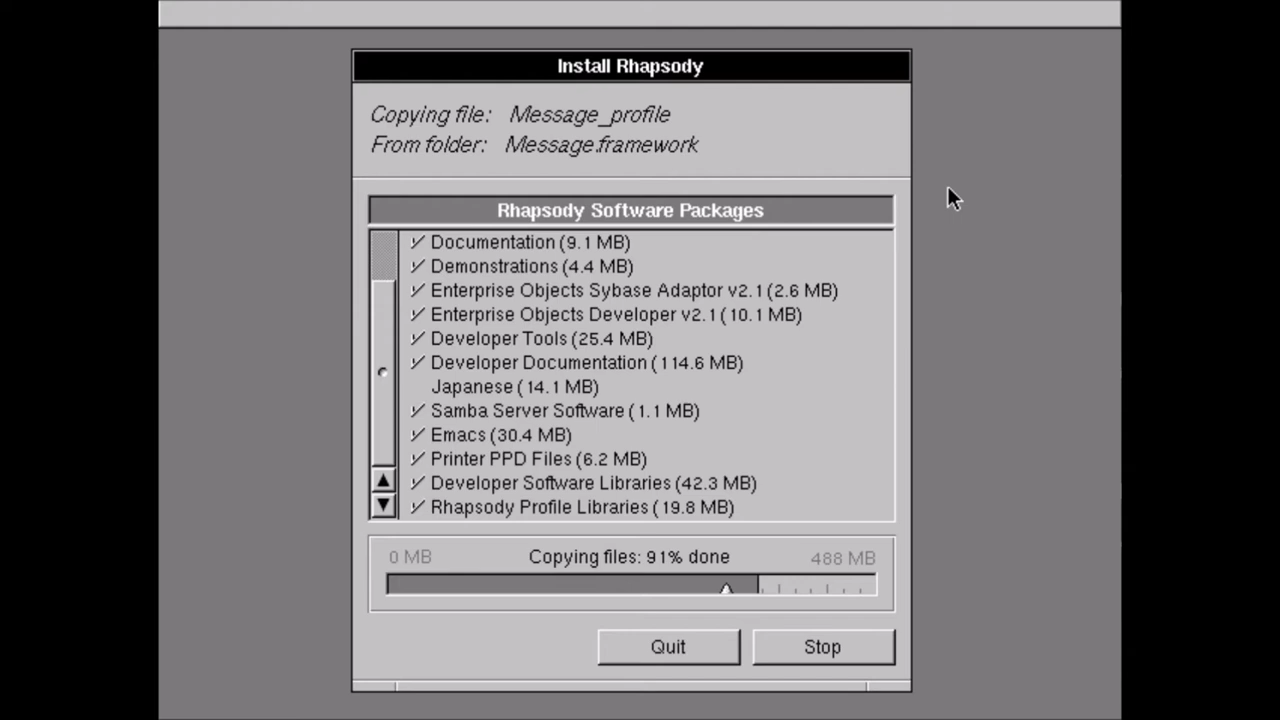 Install Rhapsody
Copying file: Message_profile
From folder: Message.framework
Rhapsody Software Packages
Documentation (9.1 MB)
Demonstrations (4.4 MB)
Enterprise Objects Sybase Adaptor v2.1 (2.6 MB)
Enterprise Objects Developer v2.1 (10.1 MB)
Developer Tools (25.4 MB)
Developer Documentation (114.6 MB)
Japanese (14.1 MB)
Samba Server Software (1.1 MB)
Emacs (30.4 MB)
Printer PPD Files (6.2 MB)
Developer Software Libraries (42.3 MB)
Rhapsody Profile Libraries (19.8 MB)
0 MB Copying files: 91% done 488 MB
Quit Stop